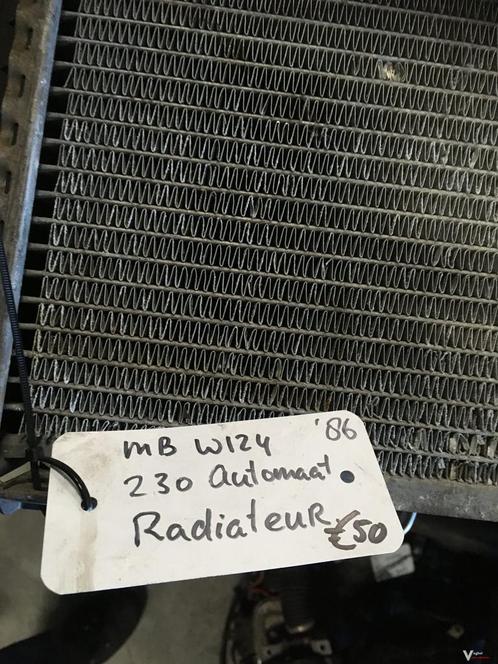 MB W124 '86
230 Automaat
Radiateur €50